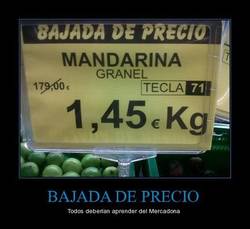 BAJADA DE PRECIO
MANDARINA
GRANEL
179,00€
TECLA 71
1,45 € Kg
BAJADA DE PRECIO
Todos deberían aprender del Mercadona